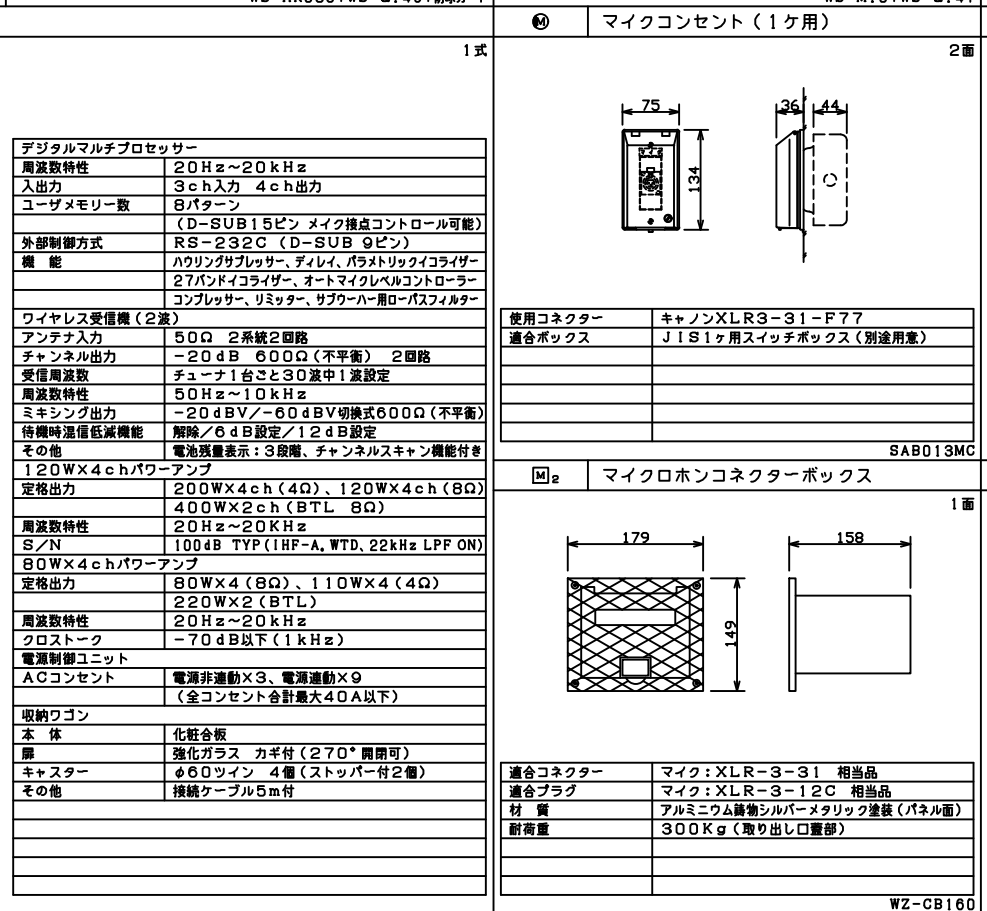 マイクコンセント（1ケ用）
1式
2面
デジタルマルチプロセッサー
周波数特性 20Hz～20kHz
入出力 3ch入力 4ch出力
ユーザメモリー数 8パターン
（D-SUB15ピン メイク接点コントロール可能）
外部制御方式 RS-232C（D-SUB 9ピン）
機 能 ハウリングサプレッサー、ディレイ、パラメトリックイコライザー
27バンドイコライザー、オートマイクレベルコントローラー
コンプレッサー、リミッター、サブウーハー用ローパスフィルター
ワイヤレス受信機（2波）
アンテナ入力 50Ω 2系統2回路
チャンネル出力 -20dB 600Ω（不平衡） 2回路
受信周波数 チューナ1台ごと30波中1波設定
周波数特性 50Hz～10kHz
ミキシング出力 -20dBV／-60dBV切換式600Ω（不平衡）
待機時混信低減機能 解除／6dB設定／12dB設定
その他 電池残量表示：3段階、チャンネルスキャン機能付き
120W×4chパワーアンプ
定格出力 200W×4ch（4Ω）、120W×4ch（8Ω）
400W×2ch（BTL 8Ω）
周波数特性 20Hz～20KHz
S／N 100dB TYP(IHF-A,WTD,22kHz LPF ON)
80W×4chパワーアンプ
定格出力 80W×4（8Ω）、110W×4（4Ω）
220W×2（BTL）
周波数特性 20Hz～20kHz
クロストーク -70dB以下（1kHz）
電源制御ユニット
ACコンセント 電源非連動×3、電源連動×9
（全コンセント合計最大40A以下）
収納ワゴン
本 体 化粧合板
扉 強化ガラス カギ付（270°開閉可）
キャスター φ60ツイン 4個（ストッパー付2個）
その他 接続ケーブル5m付
75
36
44
134
使用コネクター キャノンXLR3-31-F77
適合ボックス JIS1ヶ用スイッチボックス（別途用意）
SAB013MC
M2 マイクロホンコネクターボックス
1面
179
158
149
適合コネクター マイク：XLR-3-31 相当品
適合プラグ マイク：XLR-3-12C 相当品
材 質 アルミニウム鋳物シルバーメタリック塗装（パネル面）
耐荷重 300Kg（取り出し口蓋部）
WZ-CB160